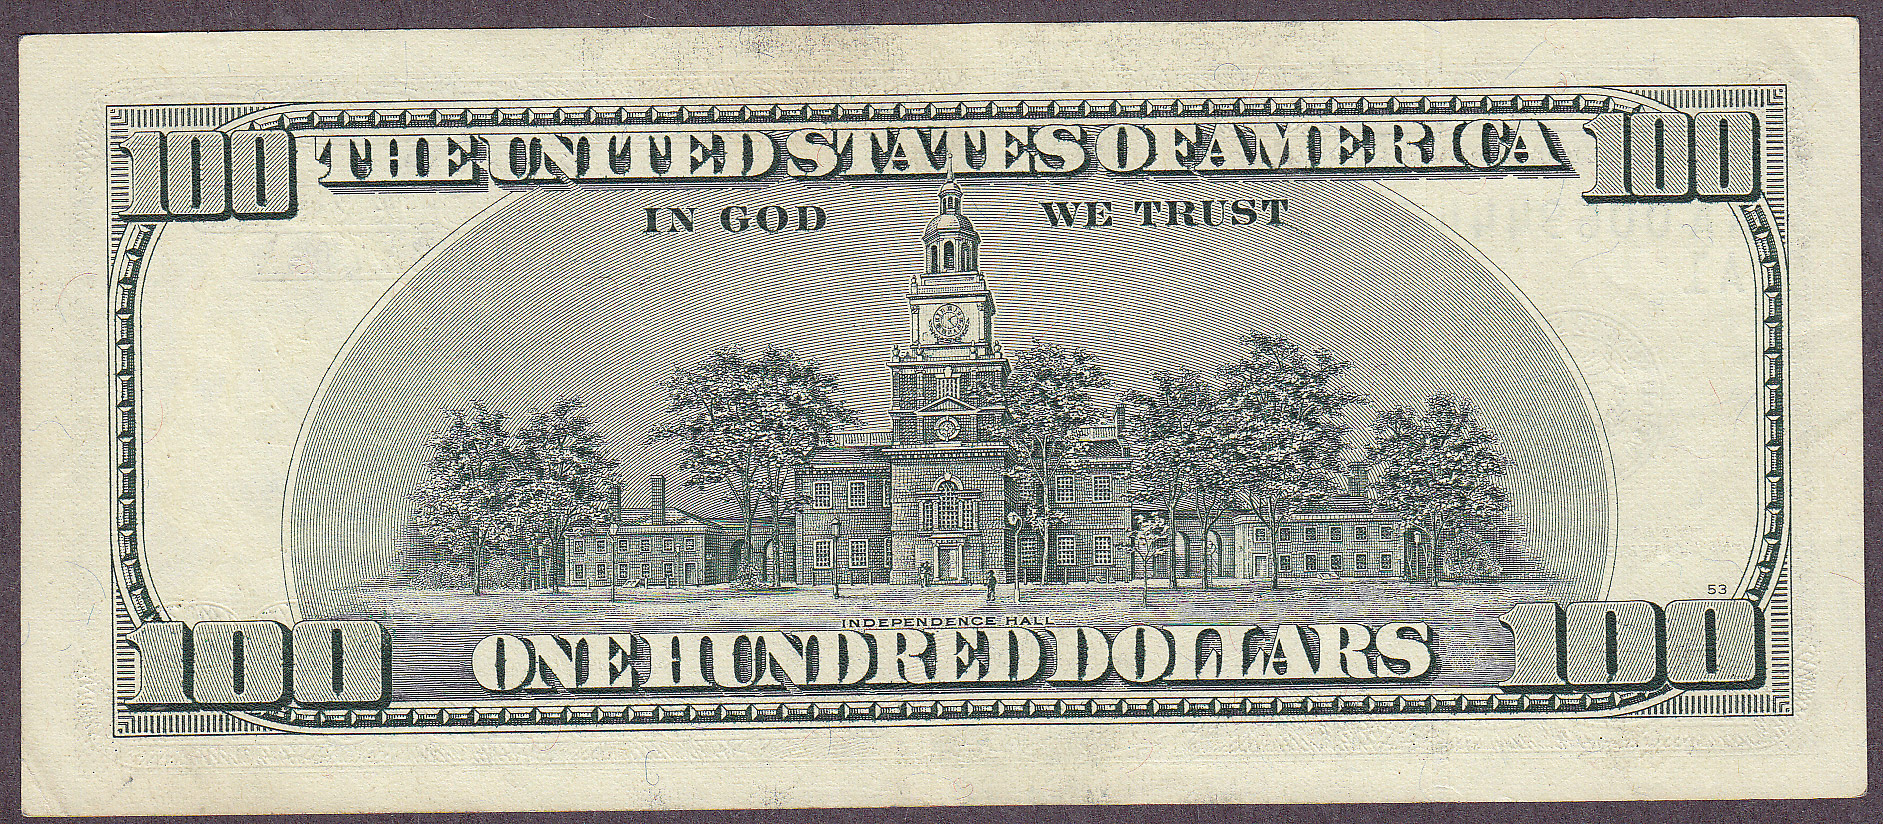 100 THE UNITED STATES OF AMERICA 100
IN GOD WE TRUST
53
INDEPENDENCE HALL
100 ONE HUNDRED DOLLARS 100